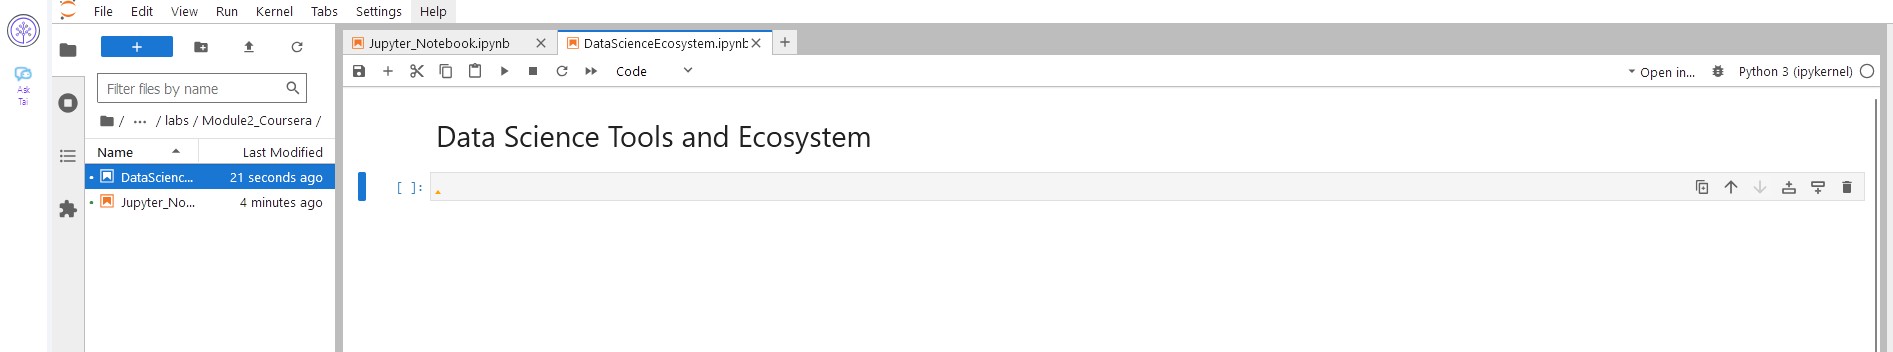 File Edit View Run Kernel Tabs Settings Help
Ask
Tai
+
Filter files by name
/ ... / labs / Module2_Coursera /
Name Last Modified
DataScienc... 21 seconds ago
Jupyter_No... 4 minutes ago
Jupyter_Notebook.ipynb DataScienceEcosystem.ipynb
Code Open in... Python 3 (ipykernel)
Data Science Tools and Ecosystem
[ ]: